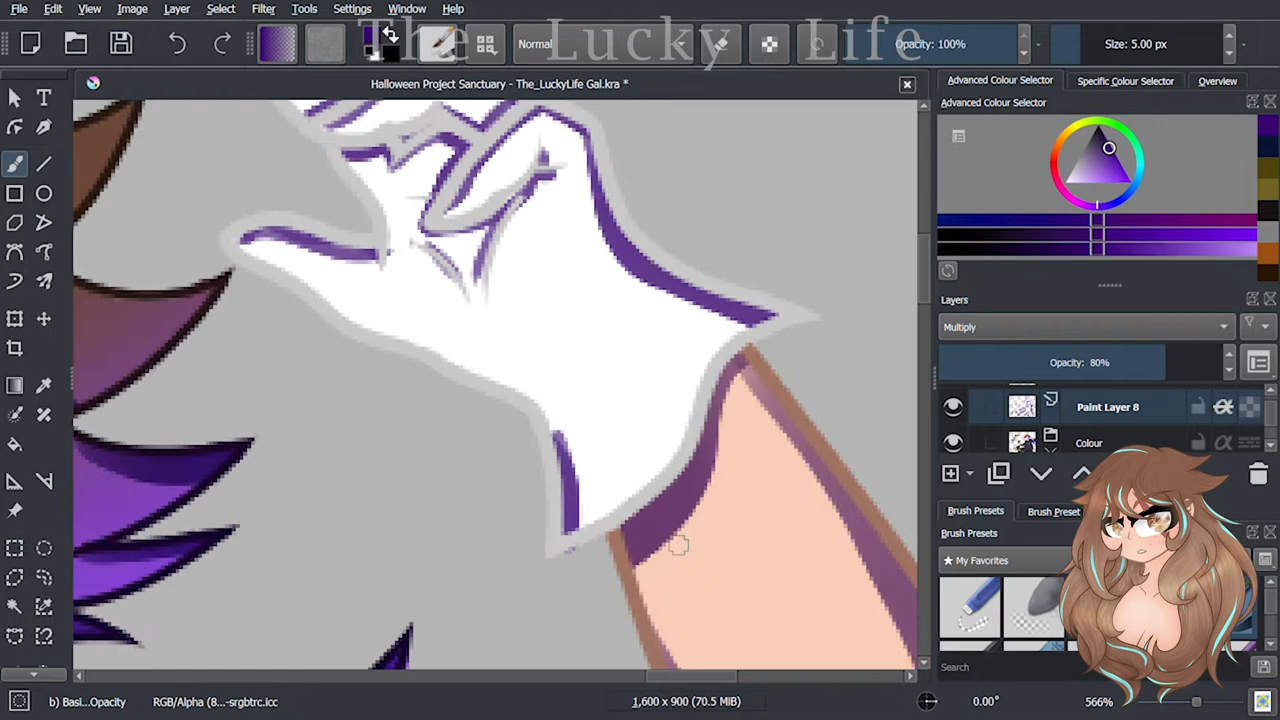 File Edit View Image Layer Select Filter Tools Settings Window Help
The Lucky Life
Normal Opacity: 100% Size: 5.00 px
Halloween Project Sanctuary - The_LuckyLife Gal.kra *
Advanced Colour Selector Specific Colour Selector Overview
Advanced Colour Selector
Layers
Multiply
Opacity: 80%
Paint Layer 8
Colour
Brush Presets Brush Preset
Brush Presets
★ My Favorites
Search
b) Basi...Opacity RGB/Alpha (8...-srgbtrc.icc 1,600 x 900 (70.5 MiB) 0.00° 566%